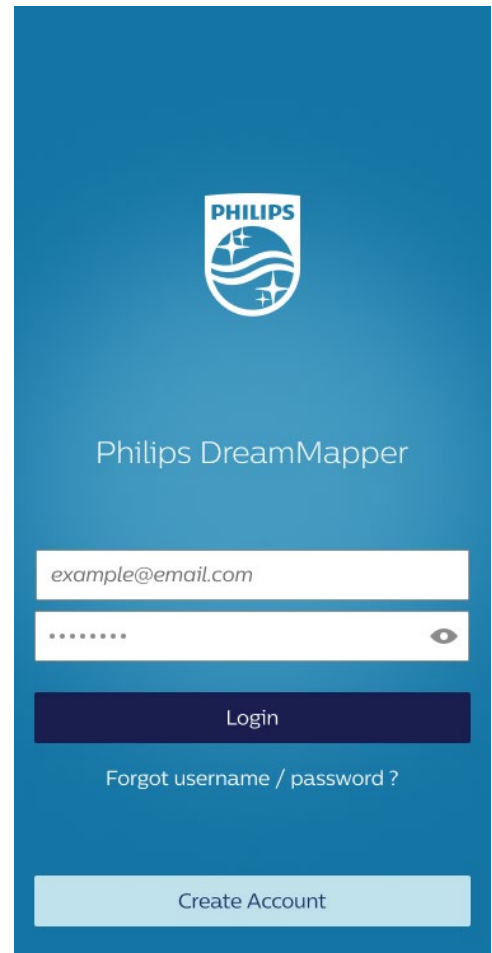 PHILIPS
Philips DreamMapper
example@email.com
••••••••
Login
Forgot username / password ?
Create Account